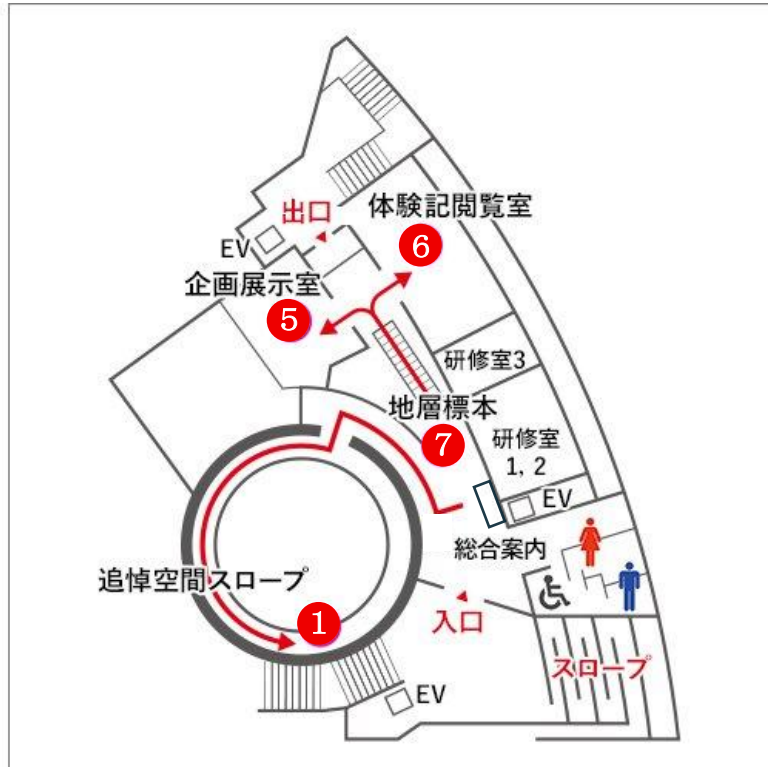 体験記閲覧室
出口
6
EV
企画展示室
5
研修室3
地層標本
7
研修室
1, 2
EV
総合案内
追悼空間スロープ
1
入口
スロープ
EV